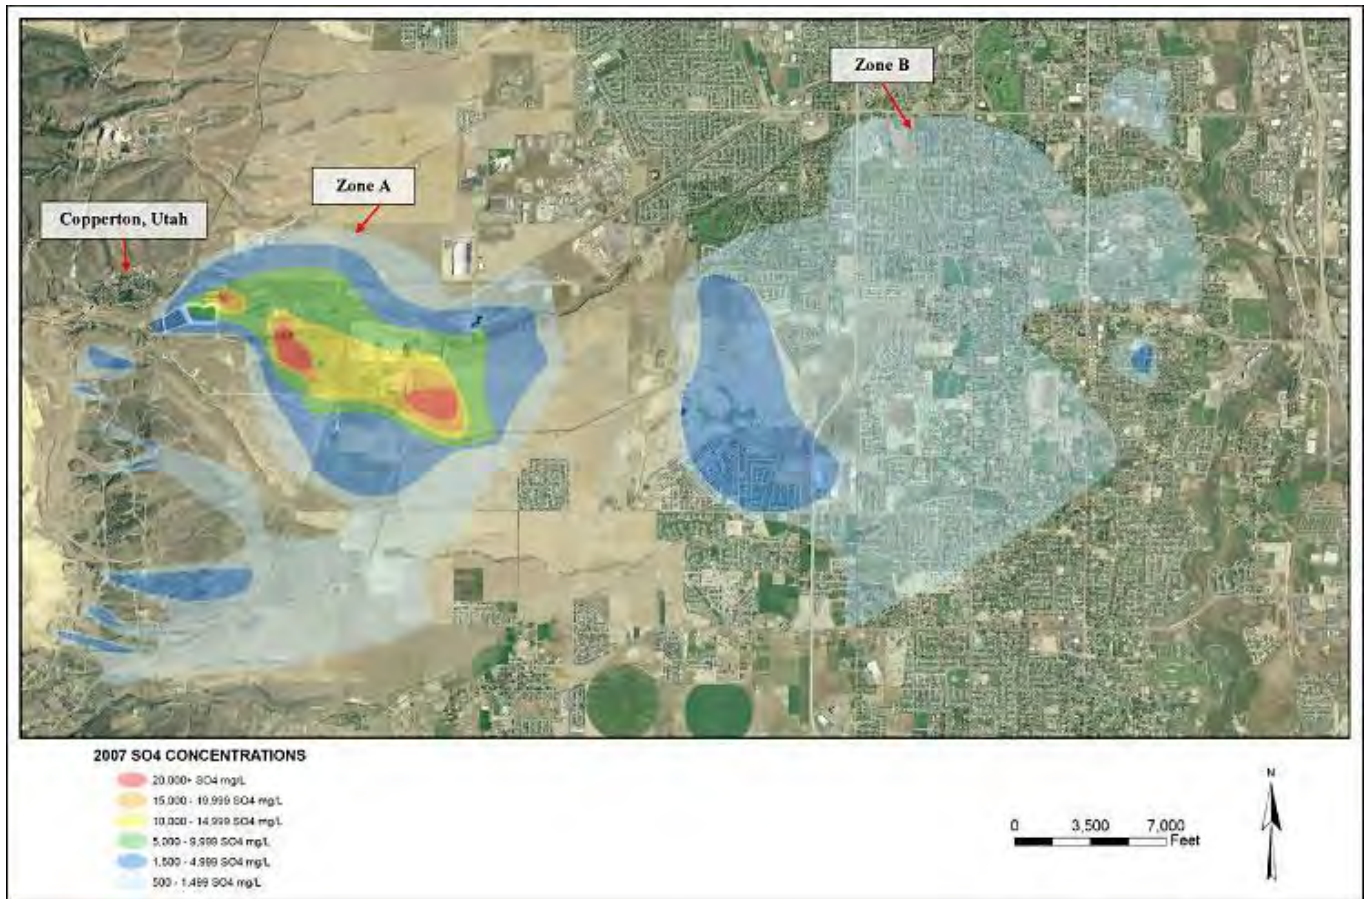 Zone B
Zone A
Copperton, Utah
2007 SO4 CONCENTRATIONS
20,000+ SO4 mg/L
15,000 - 19,999 SO4 mg/L
10,000 - 14,999 SO4 mg/L
5,000 - 9,999 SO4 mg/L
1,500 - 4,999 SO4 mg/L
500 - 1,499 SO4 mg/L
0 3,500 7,000
Feet
N